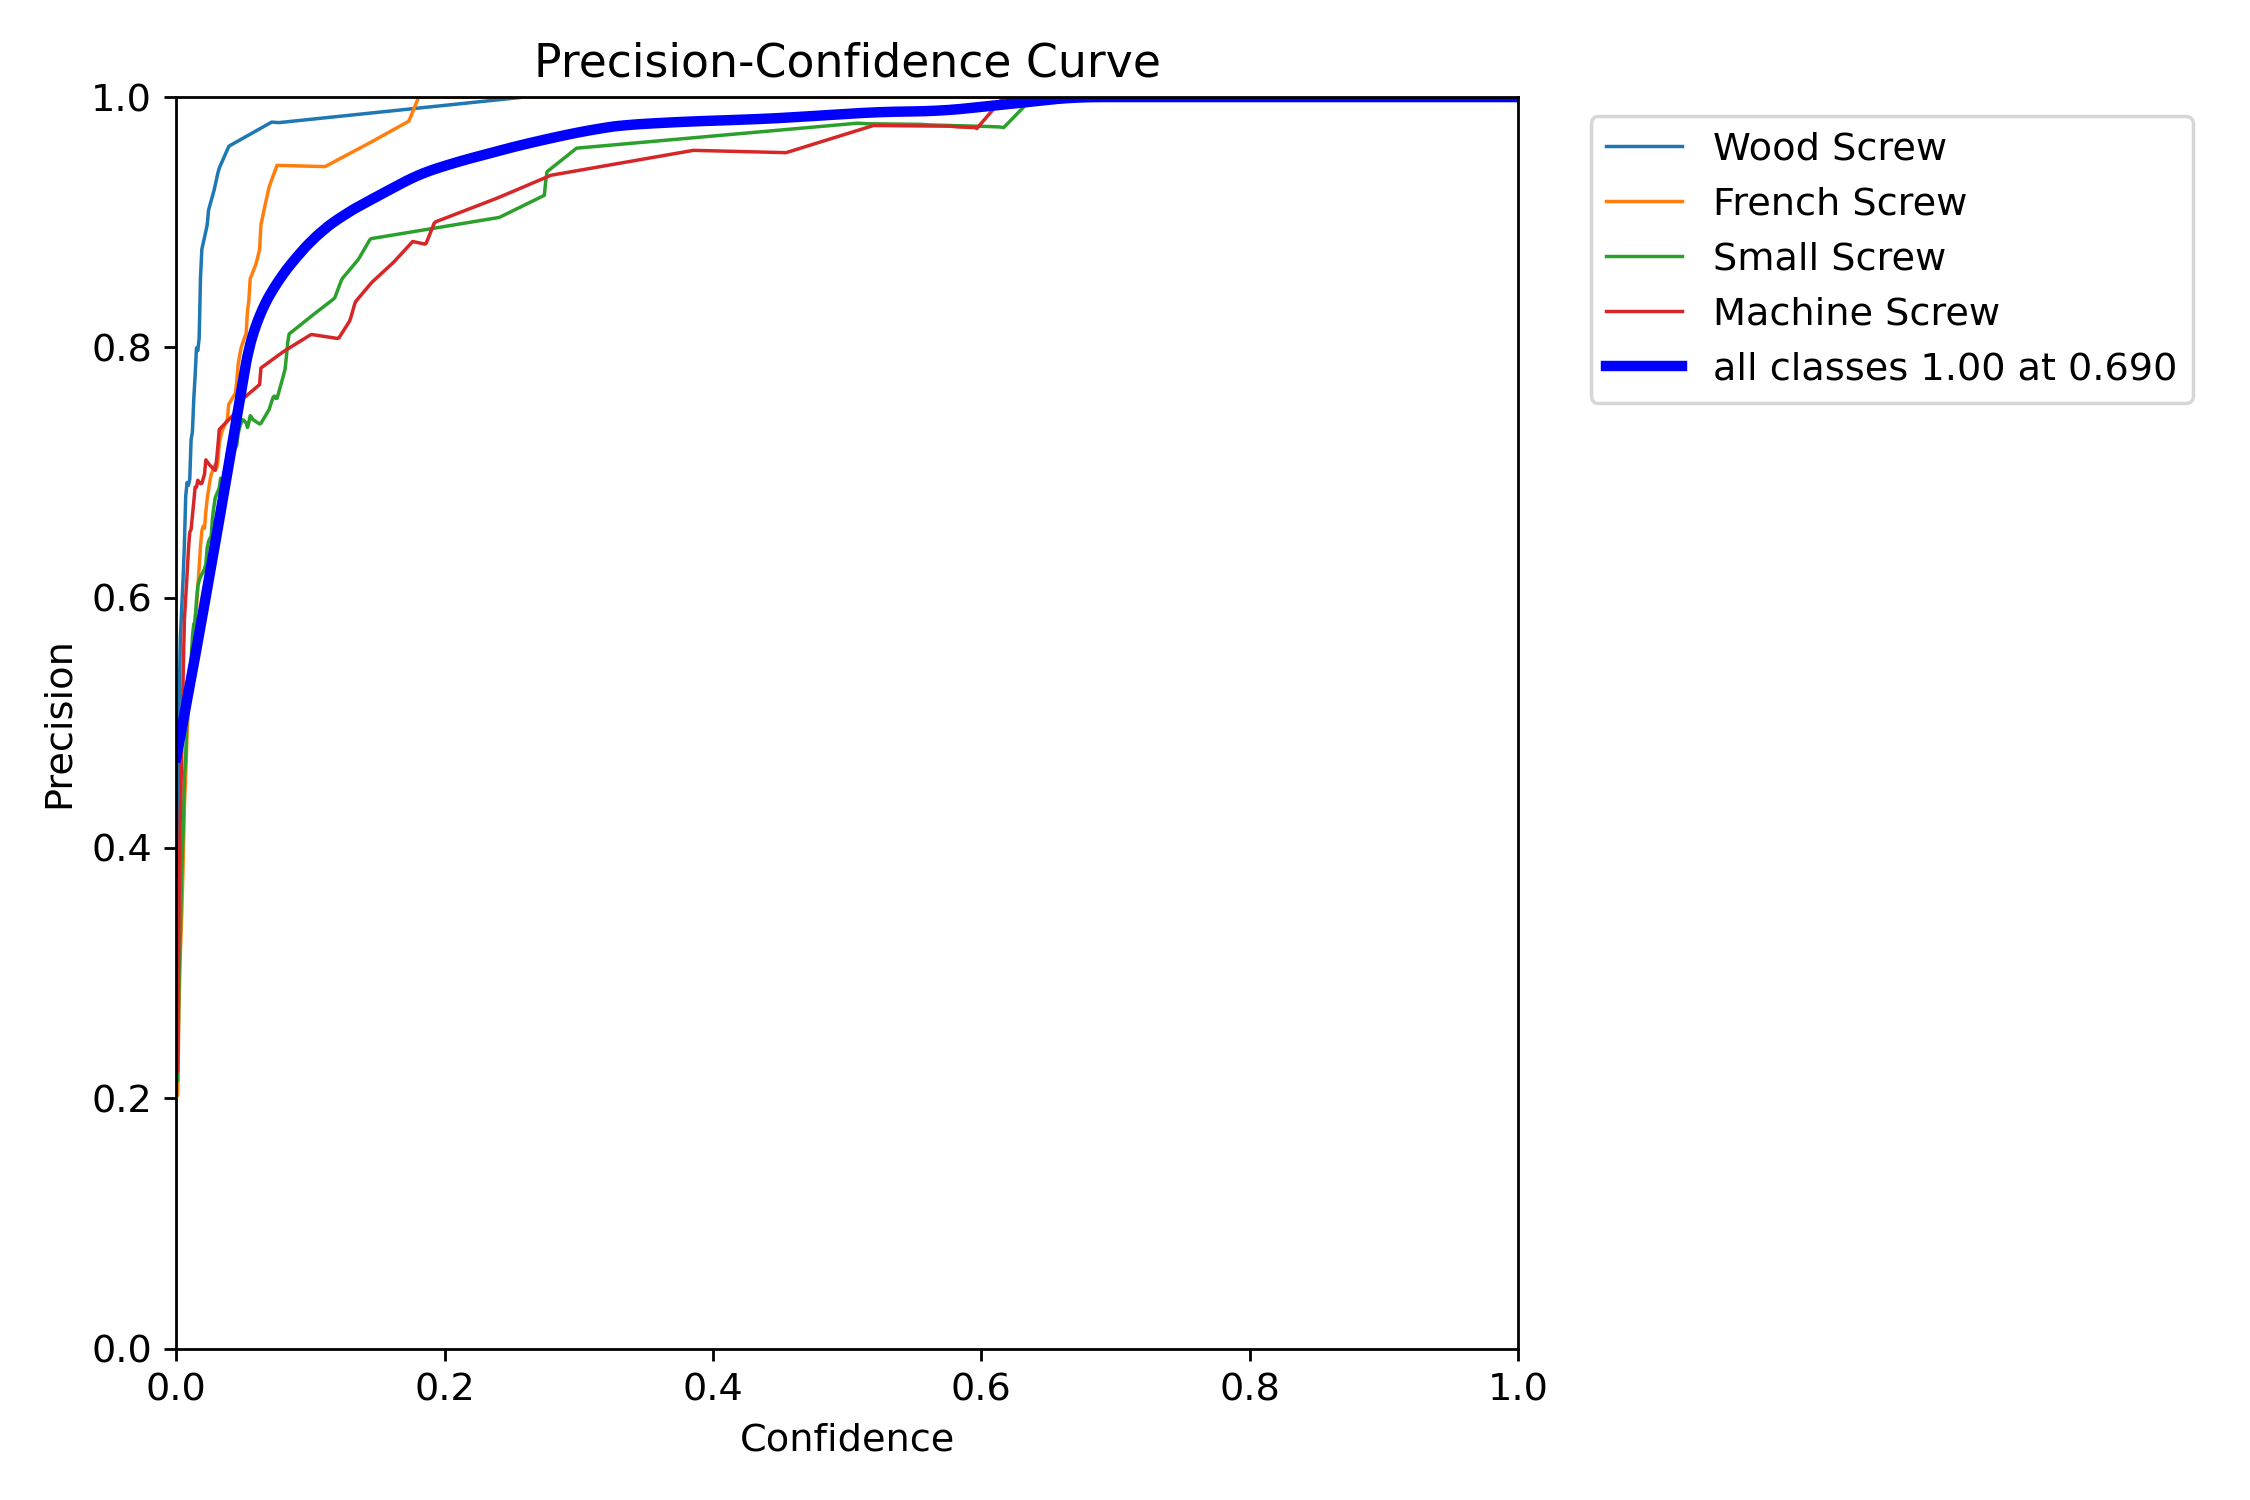 Precision-Confidence Curve
1.0
0.8
0.6
0.4
0.2
0.0
Precision
0.0 0.2 0.4 0.6 0.8 1.0
Confidence
Wood Screw
French Screw
Small Screw
Machine Screw
all classes 1.00 at 0.690